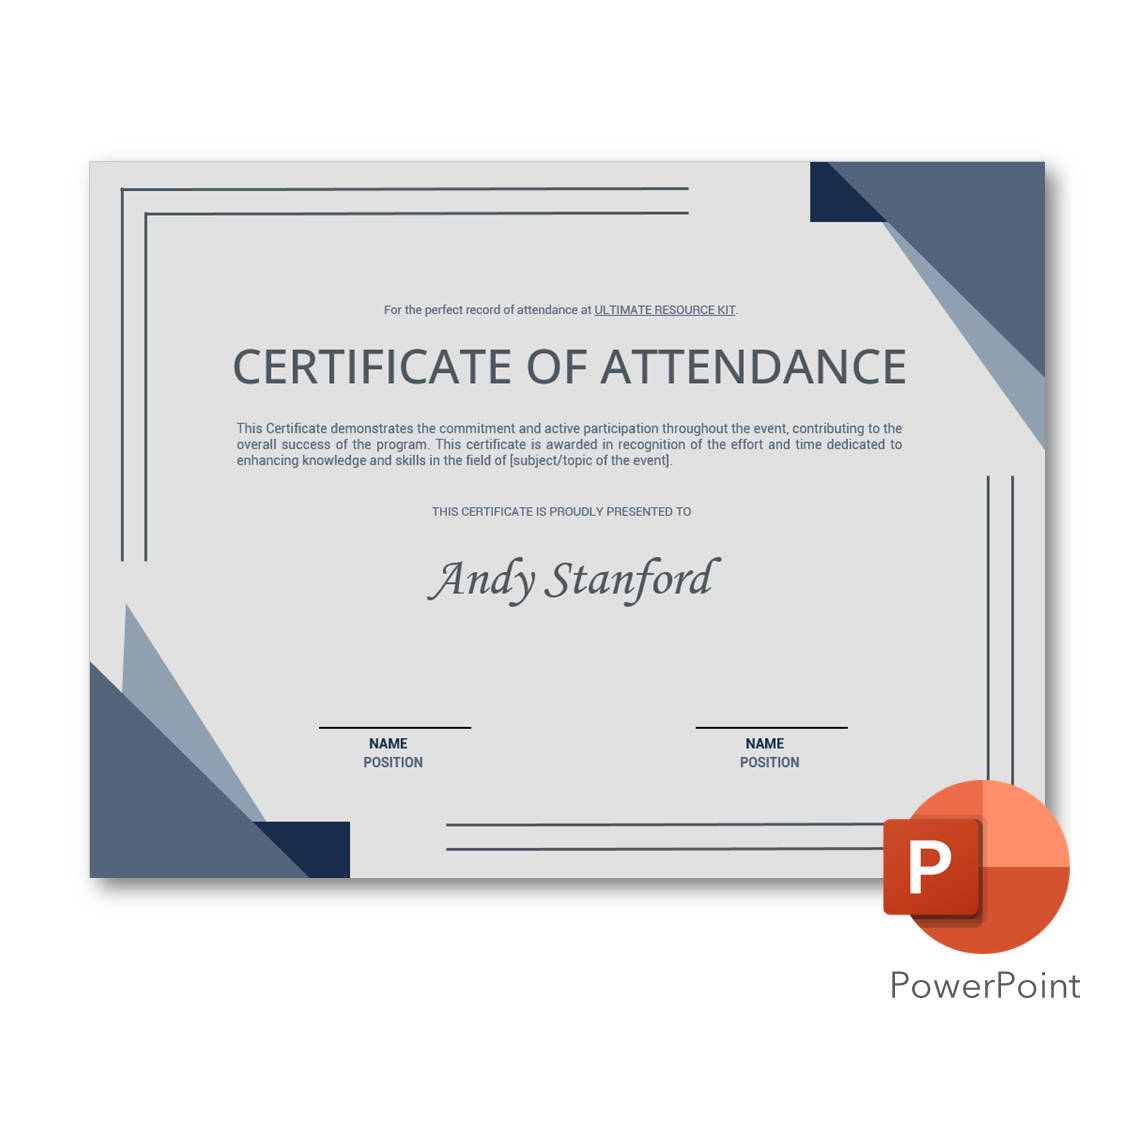 For the perfect record of attendance at ULTIMATE RESOURCE KIT.
CERTIFICATE OF ATTENDANCE
This Certificate demonstrates the commitment and active participation throughout the event, contributing to the
overall success of the program. This certificate is awarded in recognition of the effort and time dedicated to
enhancing knowledge and skills in the field of [subject/topic of the event].
THIS CERTIFICATE IS PROUDLY PRESENTED TO
Andy Stanford
NAME
POSITION
NAME
POSITION
P
PowerPoint